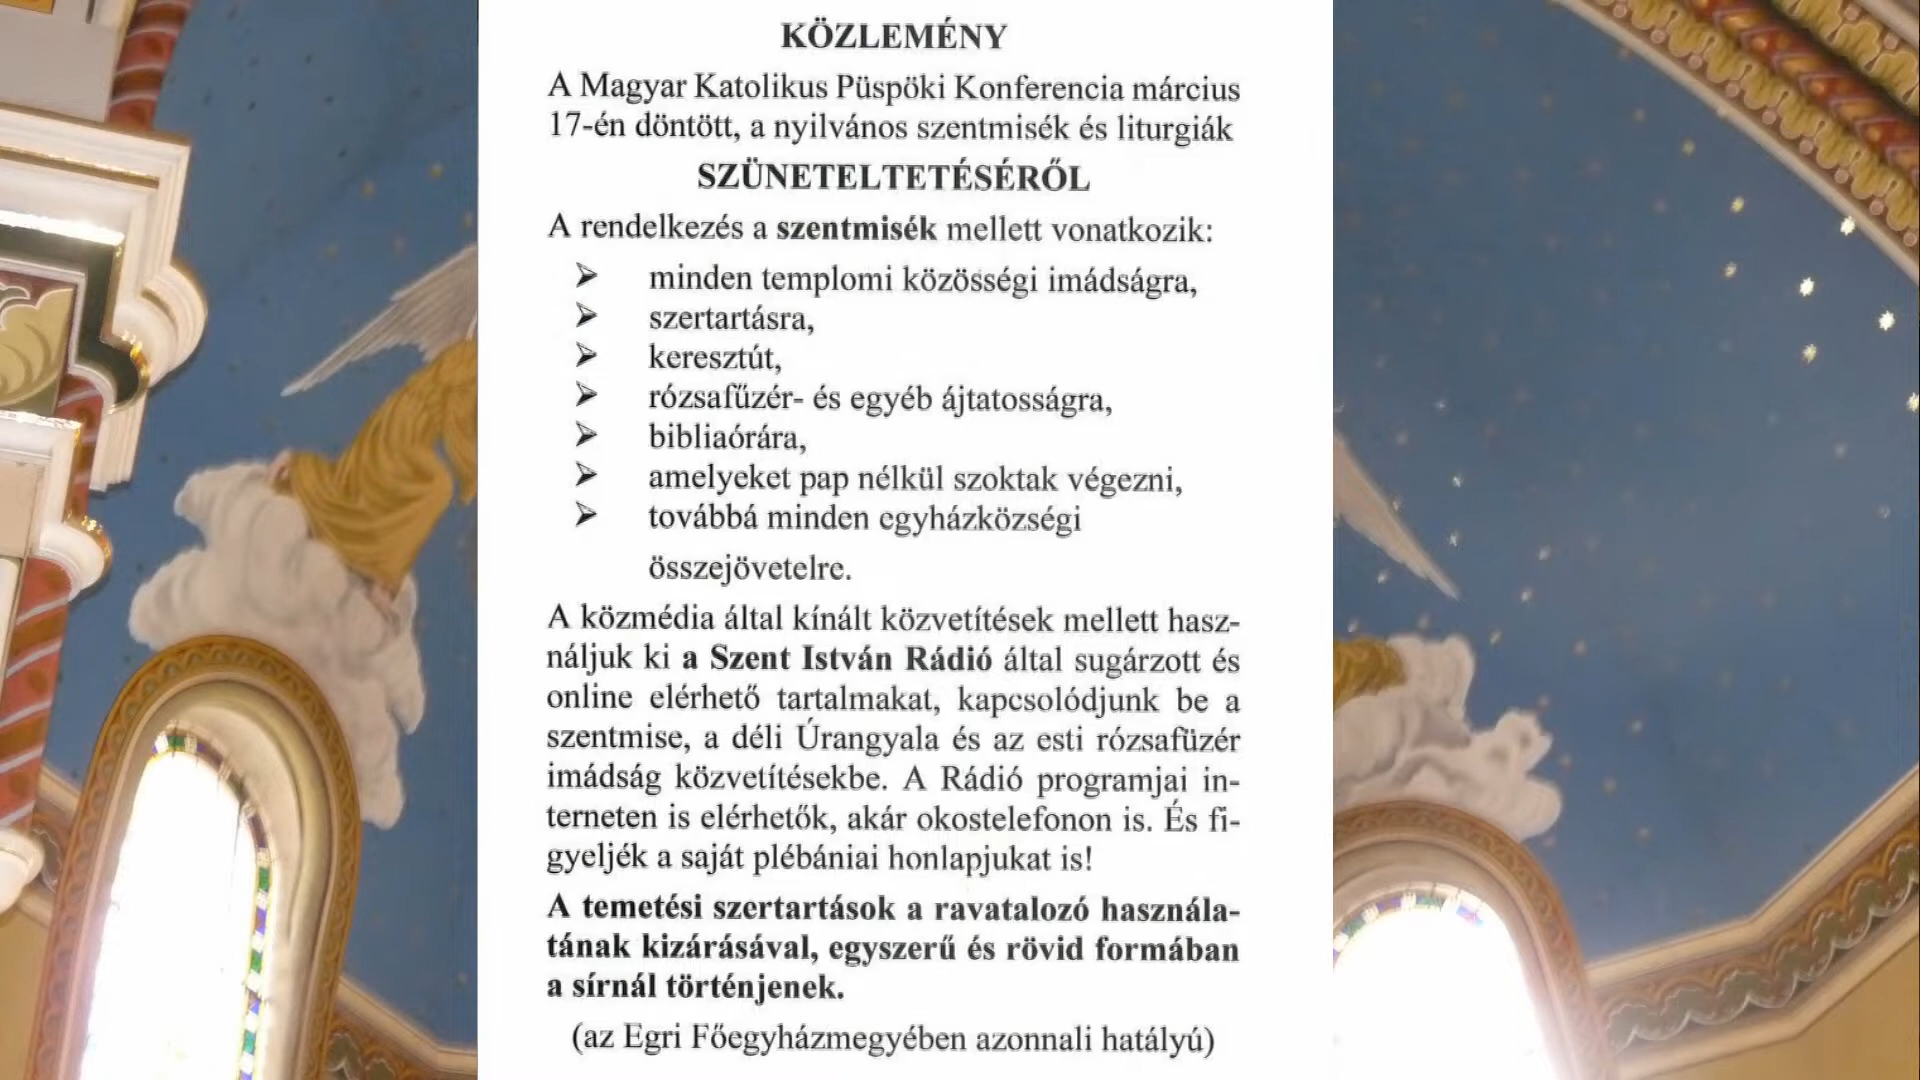 KÖZLEMÉNY
A Magyar Katolikus Püspöki Konferencia március
17-én döntött, a nyilvános szentmisék és liturgiák
SZÜNETELTETÉSÉRŐL
A rendelkezés a szentmisék mellett vonatkozik:
➢ minden templomi közösségi imádságra,
➢ szertartásra,
➢ keresztút,
➢ rózsafűzér- és egyéb ájtatosságra,
➢ bibliaórára,
➢ amelyeket pap nélkül szoktak végezni,
➢ továbbá minden egyházközségi
összejövetelre.
A közmédia által kínált közvetítések mellett hasz-
náljuk ki a Szent István Rádió által sugárzott és
online elérhető tartalmakat, kapcsolódjunk be a
szentmise, a déli Úrangyala és az esti rózsafüzér
imádság közvetítésekbe. A Rádió programjai in-
terneten is elérhetők, akár okostelefonon is. És fi-
gyeljék a saját plébániai honlapjukat is!
A temetési szertartások a ravatalozó használa-
tának kizárásával, egyszerű és rövid formában
a sírnál történjenek.
(az Egri Főegyházmegyében azonnali hatályú)